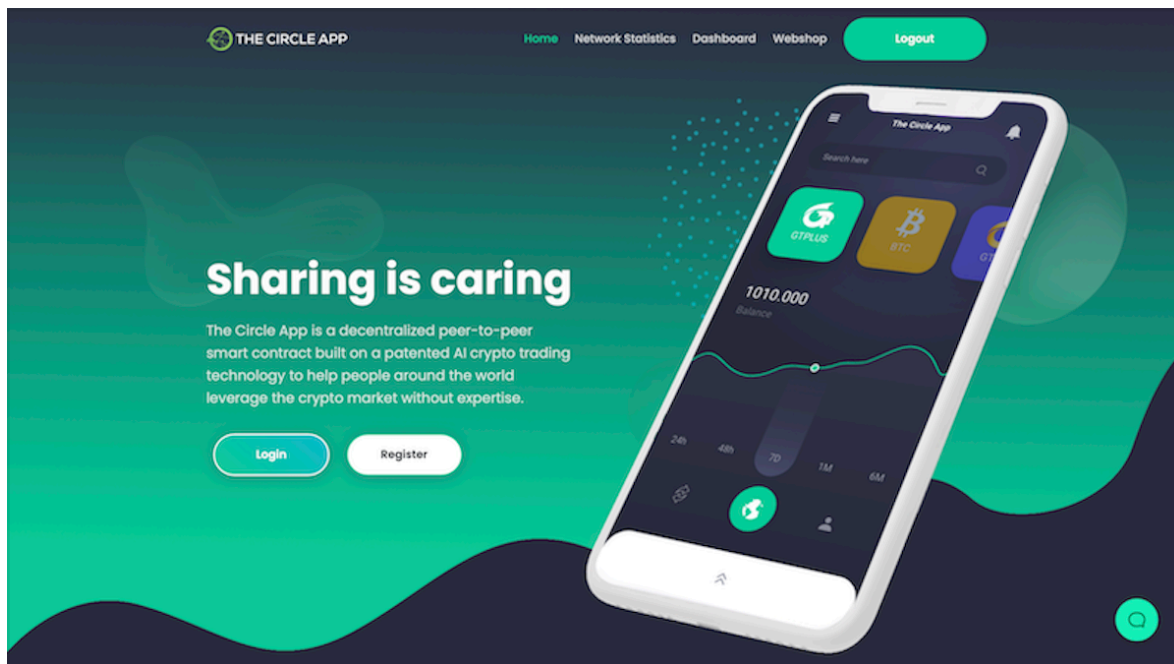 THE CIRCLE APP
Home Network Statistics Dashboard Webshop Logout
Sharing is caring
The Circle App is a decentralized peer-to-peer
smart contract built on a patented AI crypto trading
technology to help people around the world
leverage the crypto market without expertise.
Login Register
The Circle App
Search here
GTPLUS BTC GT
1010.000
Balance
24h 48h 7D 1M 6M